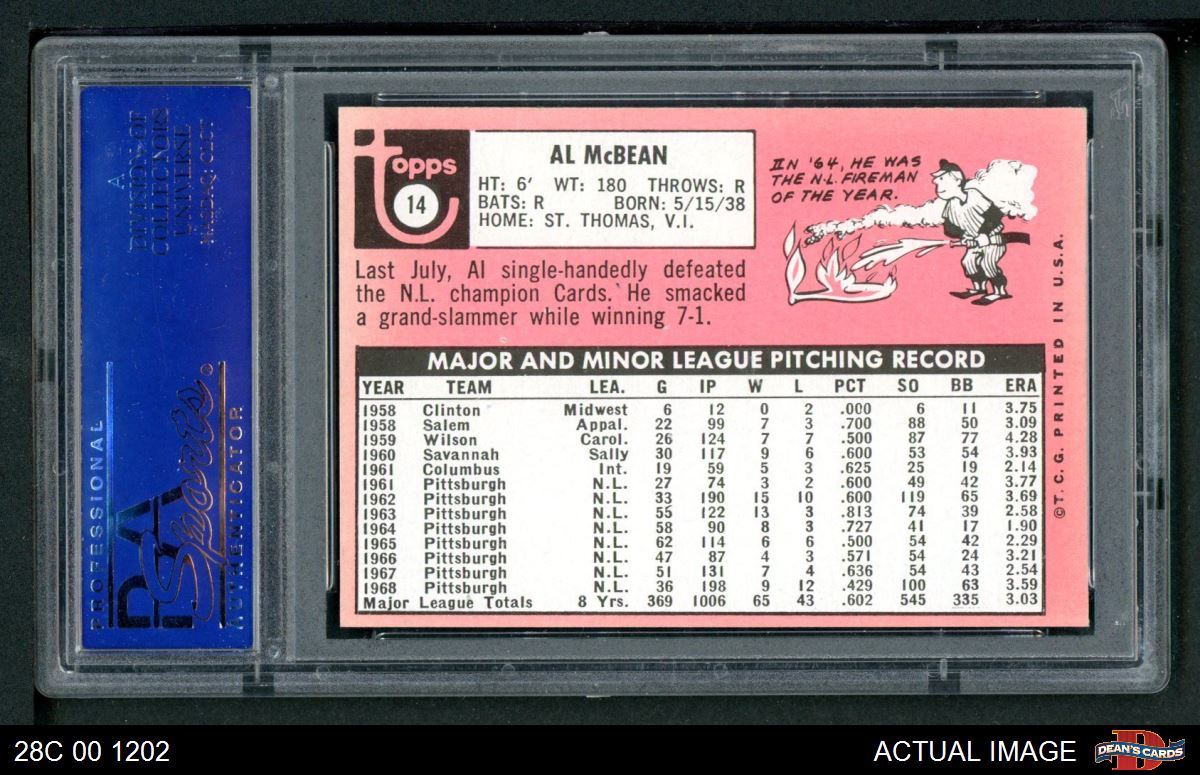 A
DIVISION OF
COLLECTORS
UNIVERSE
NASDAQ: CLCT
PROFESSIONAL
PSA
Sports
AUTHENTICATOR
topps
14
AL McBEAN
HT: 6' WT: 180 THROWS: R
BATS: R BORN: 5/15/38
HOME: ST. THOMAS, V.I.
IN '64, HE WAS
THE N.L. FIREMAN
OF THE YEAR.
Last July, Al single-handedly defeated
the N.L. champion Cards. He smacked
a grand-slammer while winning 7-1.
MAJOR AND MINOR LEAGUE PITCHING RECORD
YEAR TEAM LEA. G IP W L PCT SO BB ERA
1958 Clinton Midwest 6 12 0 2 .000 6 11 3.75
1958 Salem Appal. 22 99 7 3 .700 88 50 3.09
1959 Wilson Carol. 26 124 7 7 .500 87 77 4.28
1960 Savannah Sally 30 117 9 6 .600 53 54 3.93
1961 Columbus Int. 19 59 5 3 .625 25 19 2.14
1961 Pittsburgh N.L. 27 74 3 2 .600 49 42 3.77
1962 Pittsburgh N.L. 33 190 15 10 .600 119 65 3.69
1963 Pittsburgh N.L. 55 122 13 3 .813 74 39 2.58
1964 Pittsburgh N.L. 58 90 8 3 .727 41 17 1.90
1965 Pittsburgh N.L. 62 114 6 6 .500 54 42 2.29
1966 Pittsburgh N.L. 47 87 4 3 .571 54 24 3.21
1967 Pittsburgh N.L. 51 131 7 4 .636 54 43 2.54
1968 Pittsburgh N.L. 36 198 9 12 .429 100 63 3.59
Major League Totals 8 Yrs. 369 1006 65 43 .602 545 335 3.03
©T.C.G. PRINTED IN U.S.A.
28C 00 1202
ACTUAL IMAGE
DEAN'S CARDS